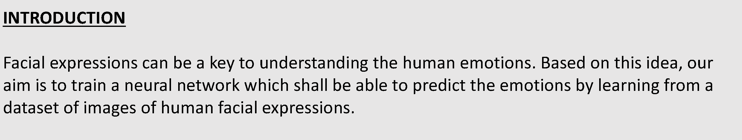 INTRODUCTION
Facial expressions can be a key to understanding the human emotions. Based on this idea, our
aim is to train a neural network which shall be able to predict the emotions by learning from a
dataset of images of human facial expressions.